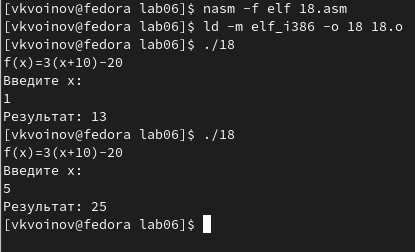 [vkvoinov@fedora lab06]$ nasm -f elf 18.asm
[vkvoinov@fedora lab06]$ ld -m elf_i386 -o 18 18.o
[vkvoinov@fedora lab06]$ ./18
f(x)=3(x+10)-20
Введите x:
1
Результат: 13
[vkvoinov@fedora lab06]$ ./18
f(x)=3(x+10)-20
Введите x:
5
Результат: 25
[vkvoinov@fedora lab06]$